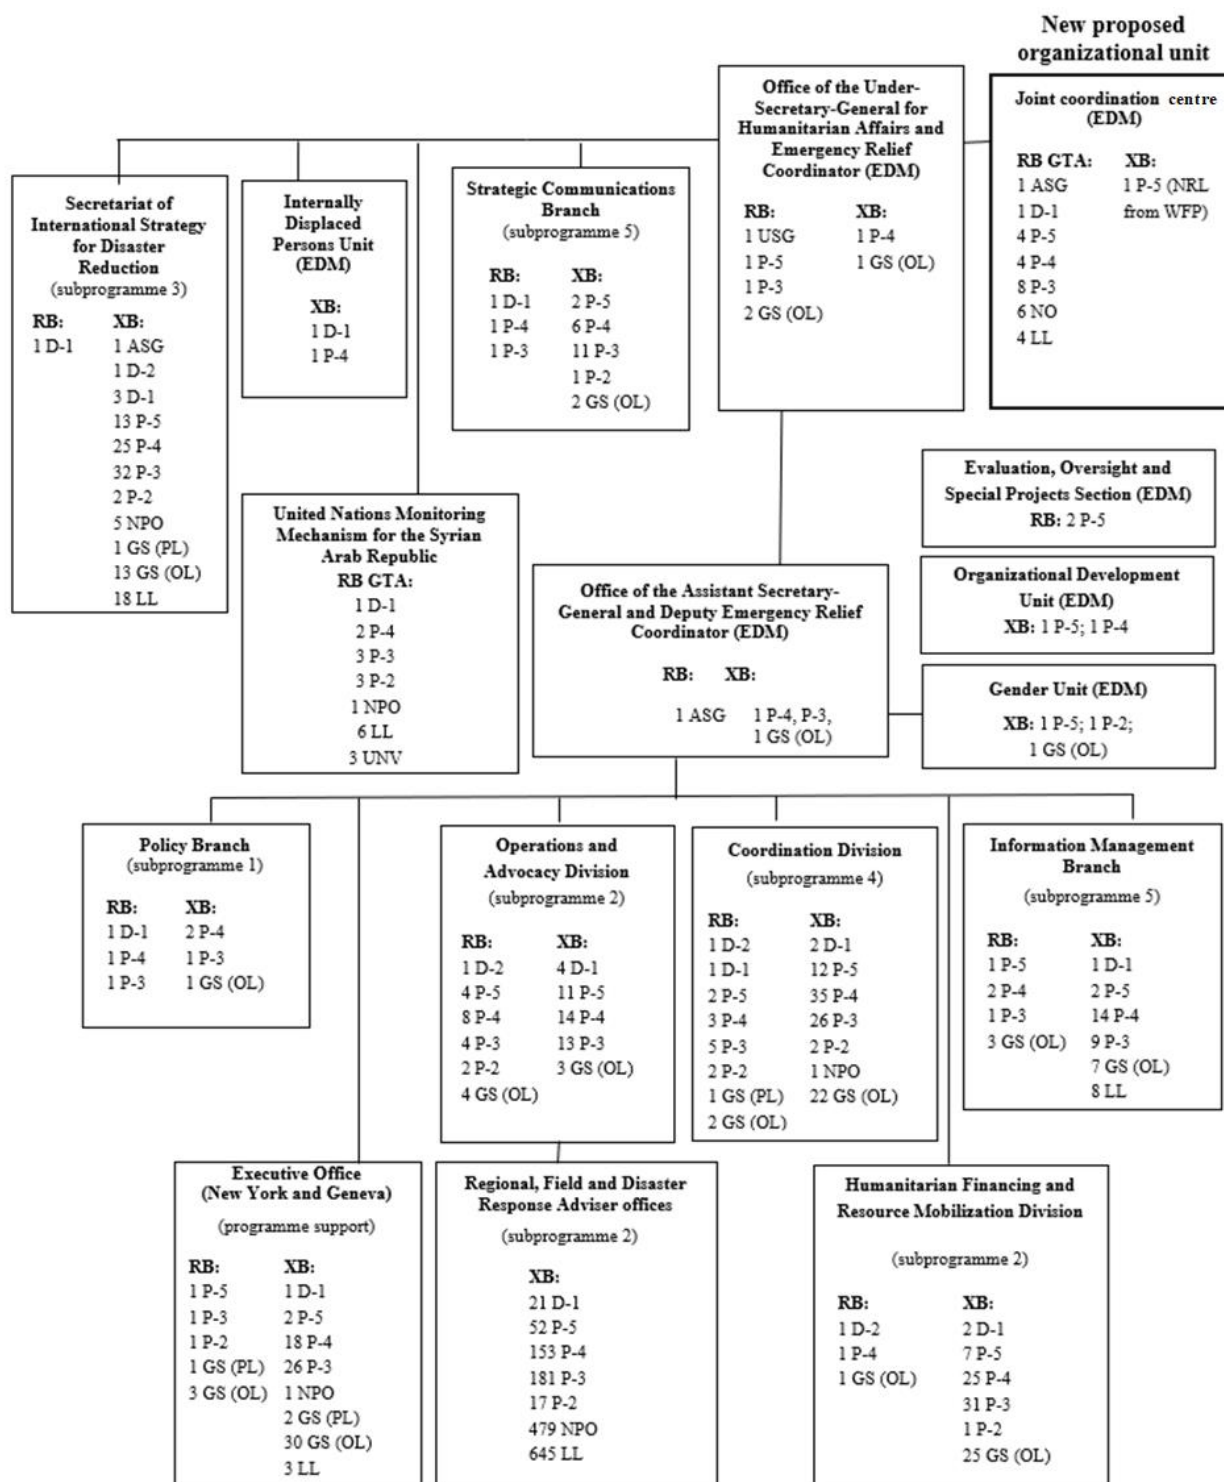 New proposed
organizational unit
Office of the Under-
Secretary-General for
Humanitarian Affairs and
Emergency Relief
Coordinator (EDM)
RB: XB:
1 USG 1 P-4
1 P-5 1 GS (OL)
1 P-3
2 GS (OL)
Joint coordination centre
(EDM)
RB GTA: XB:
1 ASG 1 P-5 (NRL
1 D-1 from WFP)
4 P-5
4 P-4
8 P-3
6 NO
4 LL
Secretariat of
International Strategy
for Disaster
Reduction
(subprogramme 3)
RB: XB:
1 D-1 1 ASG
1 D-2
3 D-1
13 P-5
25 P-4
32 P-3
2 P-2
5 NPO
1 GS (PL)
13 GS (OL)
18 LL
Internally
Displaced
Persons Unit
(EDM)
XB:
1 D-1
1 P-4
Strategic Communications
Branch
(subprogramme 5)
RB: XB:
1 D-1 2 P-5
1 P-4 6 P-4
1 P-3 11 P-3
1 P-2
2 GS (OL)
United Nations Monitoring
Mechanism for the Syrian
Arab Republic
RB GTA:
1 D-1
2 P-4
3 P-3
3 P-2
1 NPO
6 LL
3 UNV
Evaluation, Oversight and
Special Projects Section (EDM)
RB: 2 P-5
Organizational Development
Unit (EDM)
XB: 1 P-5; 1 P-4
Office of the Assistant Secretary-
General and Deputy Emergency Relief
Coordinator (EDM)
RB: XB:
1 ASG 1 P-4, P-3,
1 GS (OL)
Gender Unit (EDM)
XB: 1 P-5; 1 P-2;
1 GS (OL)
Policy Branch
(subprogramme 1)
RB: XB:
1 D-1 2 P-4
1 P-4 1 P-3
1 P-3 1 GS (OL)
Operations and
Advocacy Division
(subprogramme 2)
RB: XB:
1 D-2 4 D-1
4 P-5 11 P-5
8 P-4 14 P-4
4 P-3 13 P-3
2 P-2 3 GS (OL)
4 GS (OL)
Coordination Division
(subprogramme 4)
RB: XB:
1 D-2 2 D-1
1 D-1 12 P-5
2 P-5 35 P-4
3 P-4 26 P-3
5 P-3 2 P-2
2 P-2 1 NPO
1 GS (PL) 22 GS (OL)
2 GS (OL)
Information Management
Branch
(subprogramme 5)
RB: XB:
1 P-5 1 D-1
2 P-4 2 P-5
1 P-3 14 P-4
3 GS (OL) 9 P-3
7 GS (OL)
8 LL
Executive Office
(New York and Geneva)
(programme support)
RB: XB:
1 P-5 1 D-1
1 P-3 2 P-5
1 P-2 18 P-4
1 GS (PL) 26 P-3
3 GS (OL) 1 NPO
2 GS (PL)
30 GS (OL)
3 LL
Regional, Field and Disaster
Response Adviser offices
(subprogramme 2)
XB:
21 D-1
52 P-5
153 P-4
181 P-3
17 P-2
479 NPO
645 LL
Humanitarian Financing and
Resource Mobilization Division
(subprogramme 2)
RB: XB:
1 D-2 2 D-1
1 P-4 7 P-5
1 GS (OL) 25 P-4
31 P-3
1 P-2
25 GS (OL)